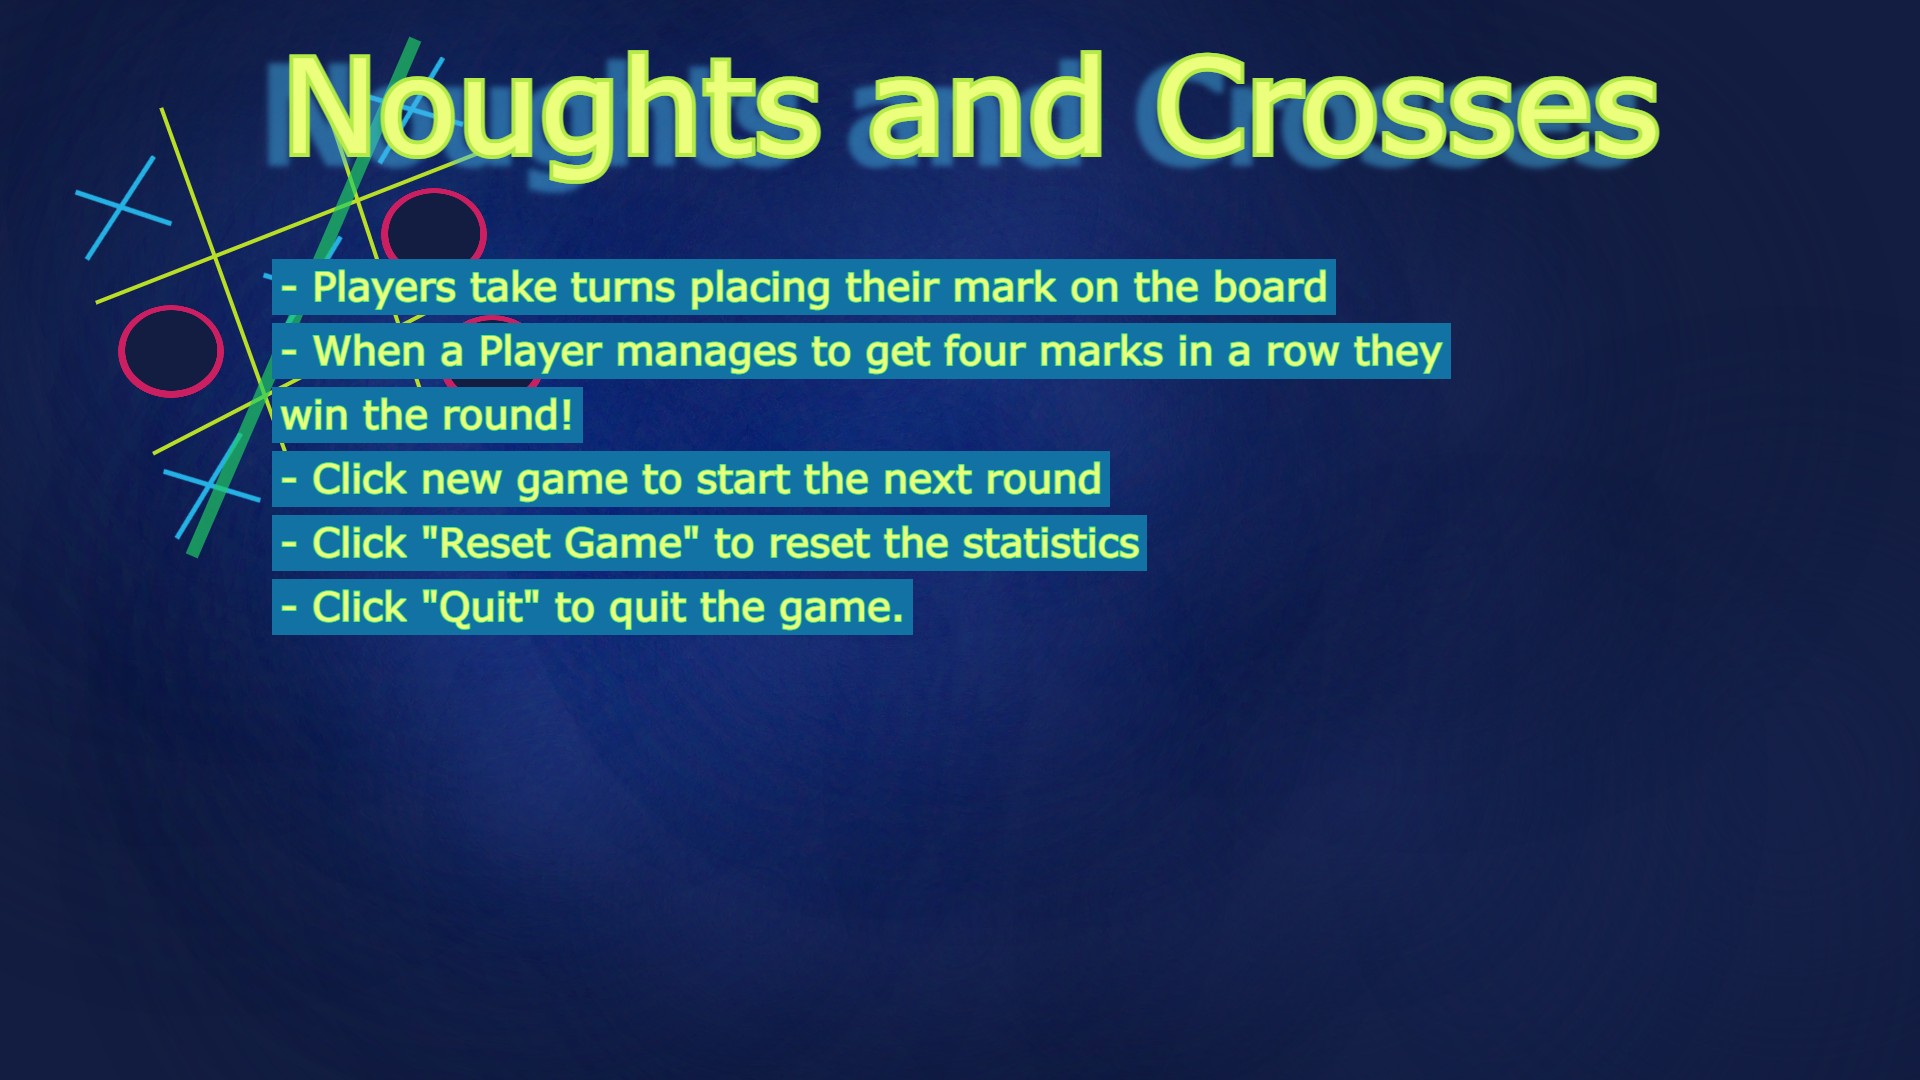 Noughts and Crosses
- Players take turns placing their mark on the board
- When a Player manages to get four marks in a row they
win the round!
- Click new game to start the next round
- Click "Reset Game" to reset the statistics
- Click "Quit" to quit the game.